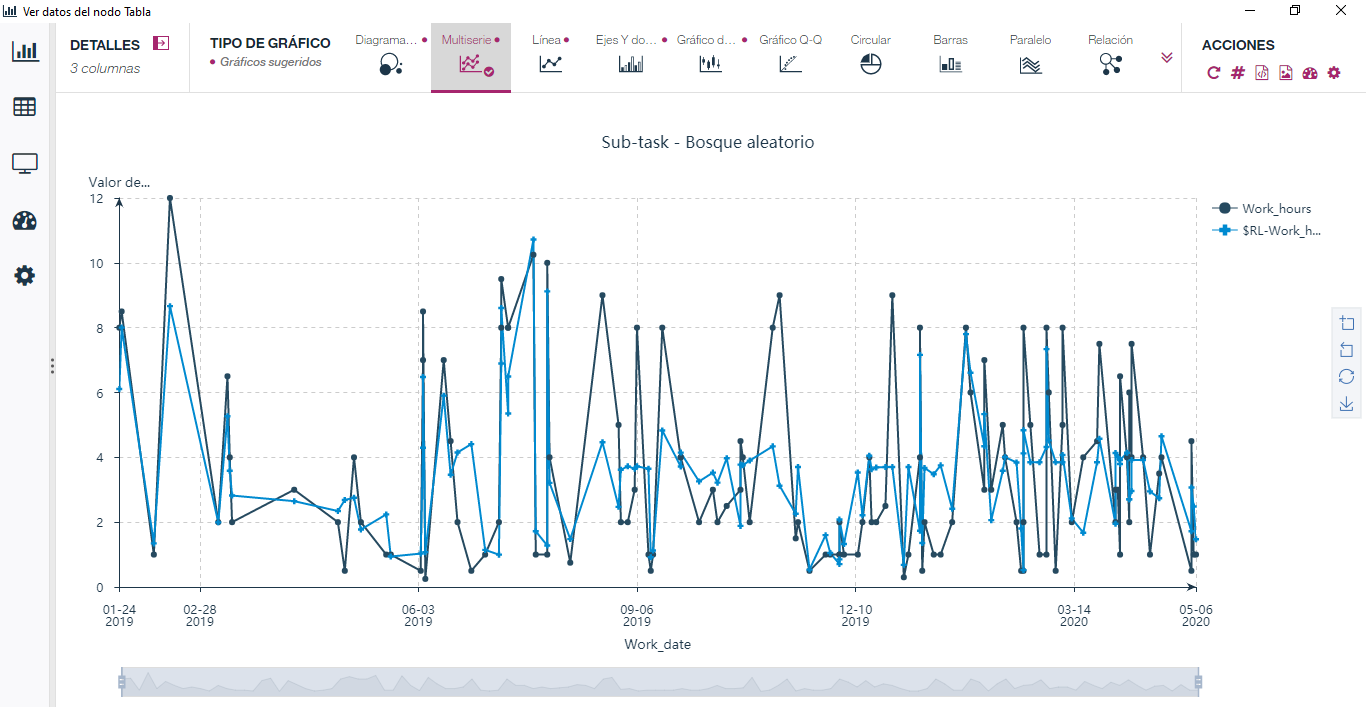 Ver datos del nodo Tabla
DETALLES
3 columnas
TIPO DE GRÁFICO
Gráficos sugeridos
Diagrama...
Multiserie
Línea
Ejes Y do...
Gráfico d...
Gráfico Q-Q
Circular
Barras
Paralelo
Relación
ACCIONES
Sub-task - Bosque aleatorio
Valor de...
12
10
8
6
4
2
0
01-24
2019
02-28
2019
06-03
2019
09-06
2019
12-10
2019
03-14
2020
05-06
2020
Work_date
Work_hours
$RL-Work_h...